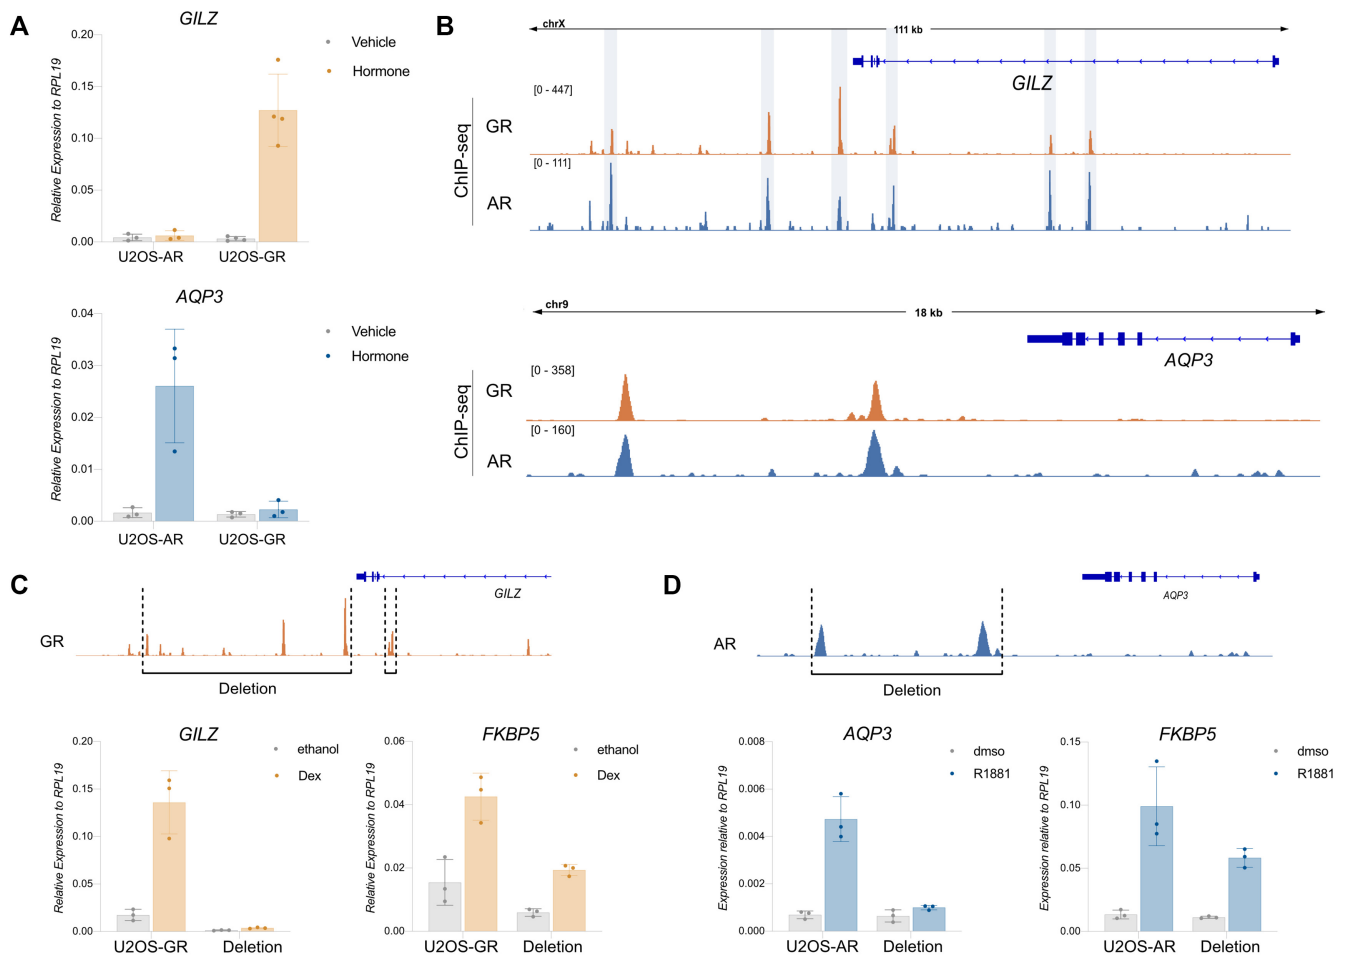 A
GILZ
Relative Expression to RPL19
0.20
0.15
0.10
0.05
0.00
Vehicle
Hormone
U2OS-AR U2OS-GR
AQP3
Relative Expression to RPL19
0.04
0.03
0.02
0.01
0.00
Vehicle
Hormone
U2OS-AR U2OS-GR
B
chrX
111 kb
GILZ
ChIP-seq
[0 - 447]
GR
[0 - 111]
AR
chr9
18 kb
AQP3
ChIP-seq
[0 - 358]
GR
[0 - 160]
AR
C
GILZ
GR
Deletion
GILZ
Relative Expression to RPL19
0.20
0.15
0.10
0.05
0.00
ethanol
Dex
U2OS-GR Deletion
FKBP5
Relative Expression to RPL19
0.06
0.04
0.02
0.00
ethanol
Dex
U2OS-GR Deletion
D
AQP3
AR
Deletion
AQP3
Expression relative to RPL19
0.008
0.006
0.004
0.002
0.000
dmso
R1881
U2OS-AR Deletion
FKBP5
Expression relative to RPL19
0.15
0.10
0.05
0.00
dmso
R1881
U2OS-AR Deletion